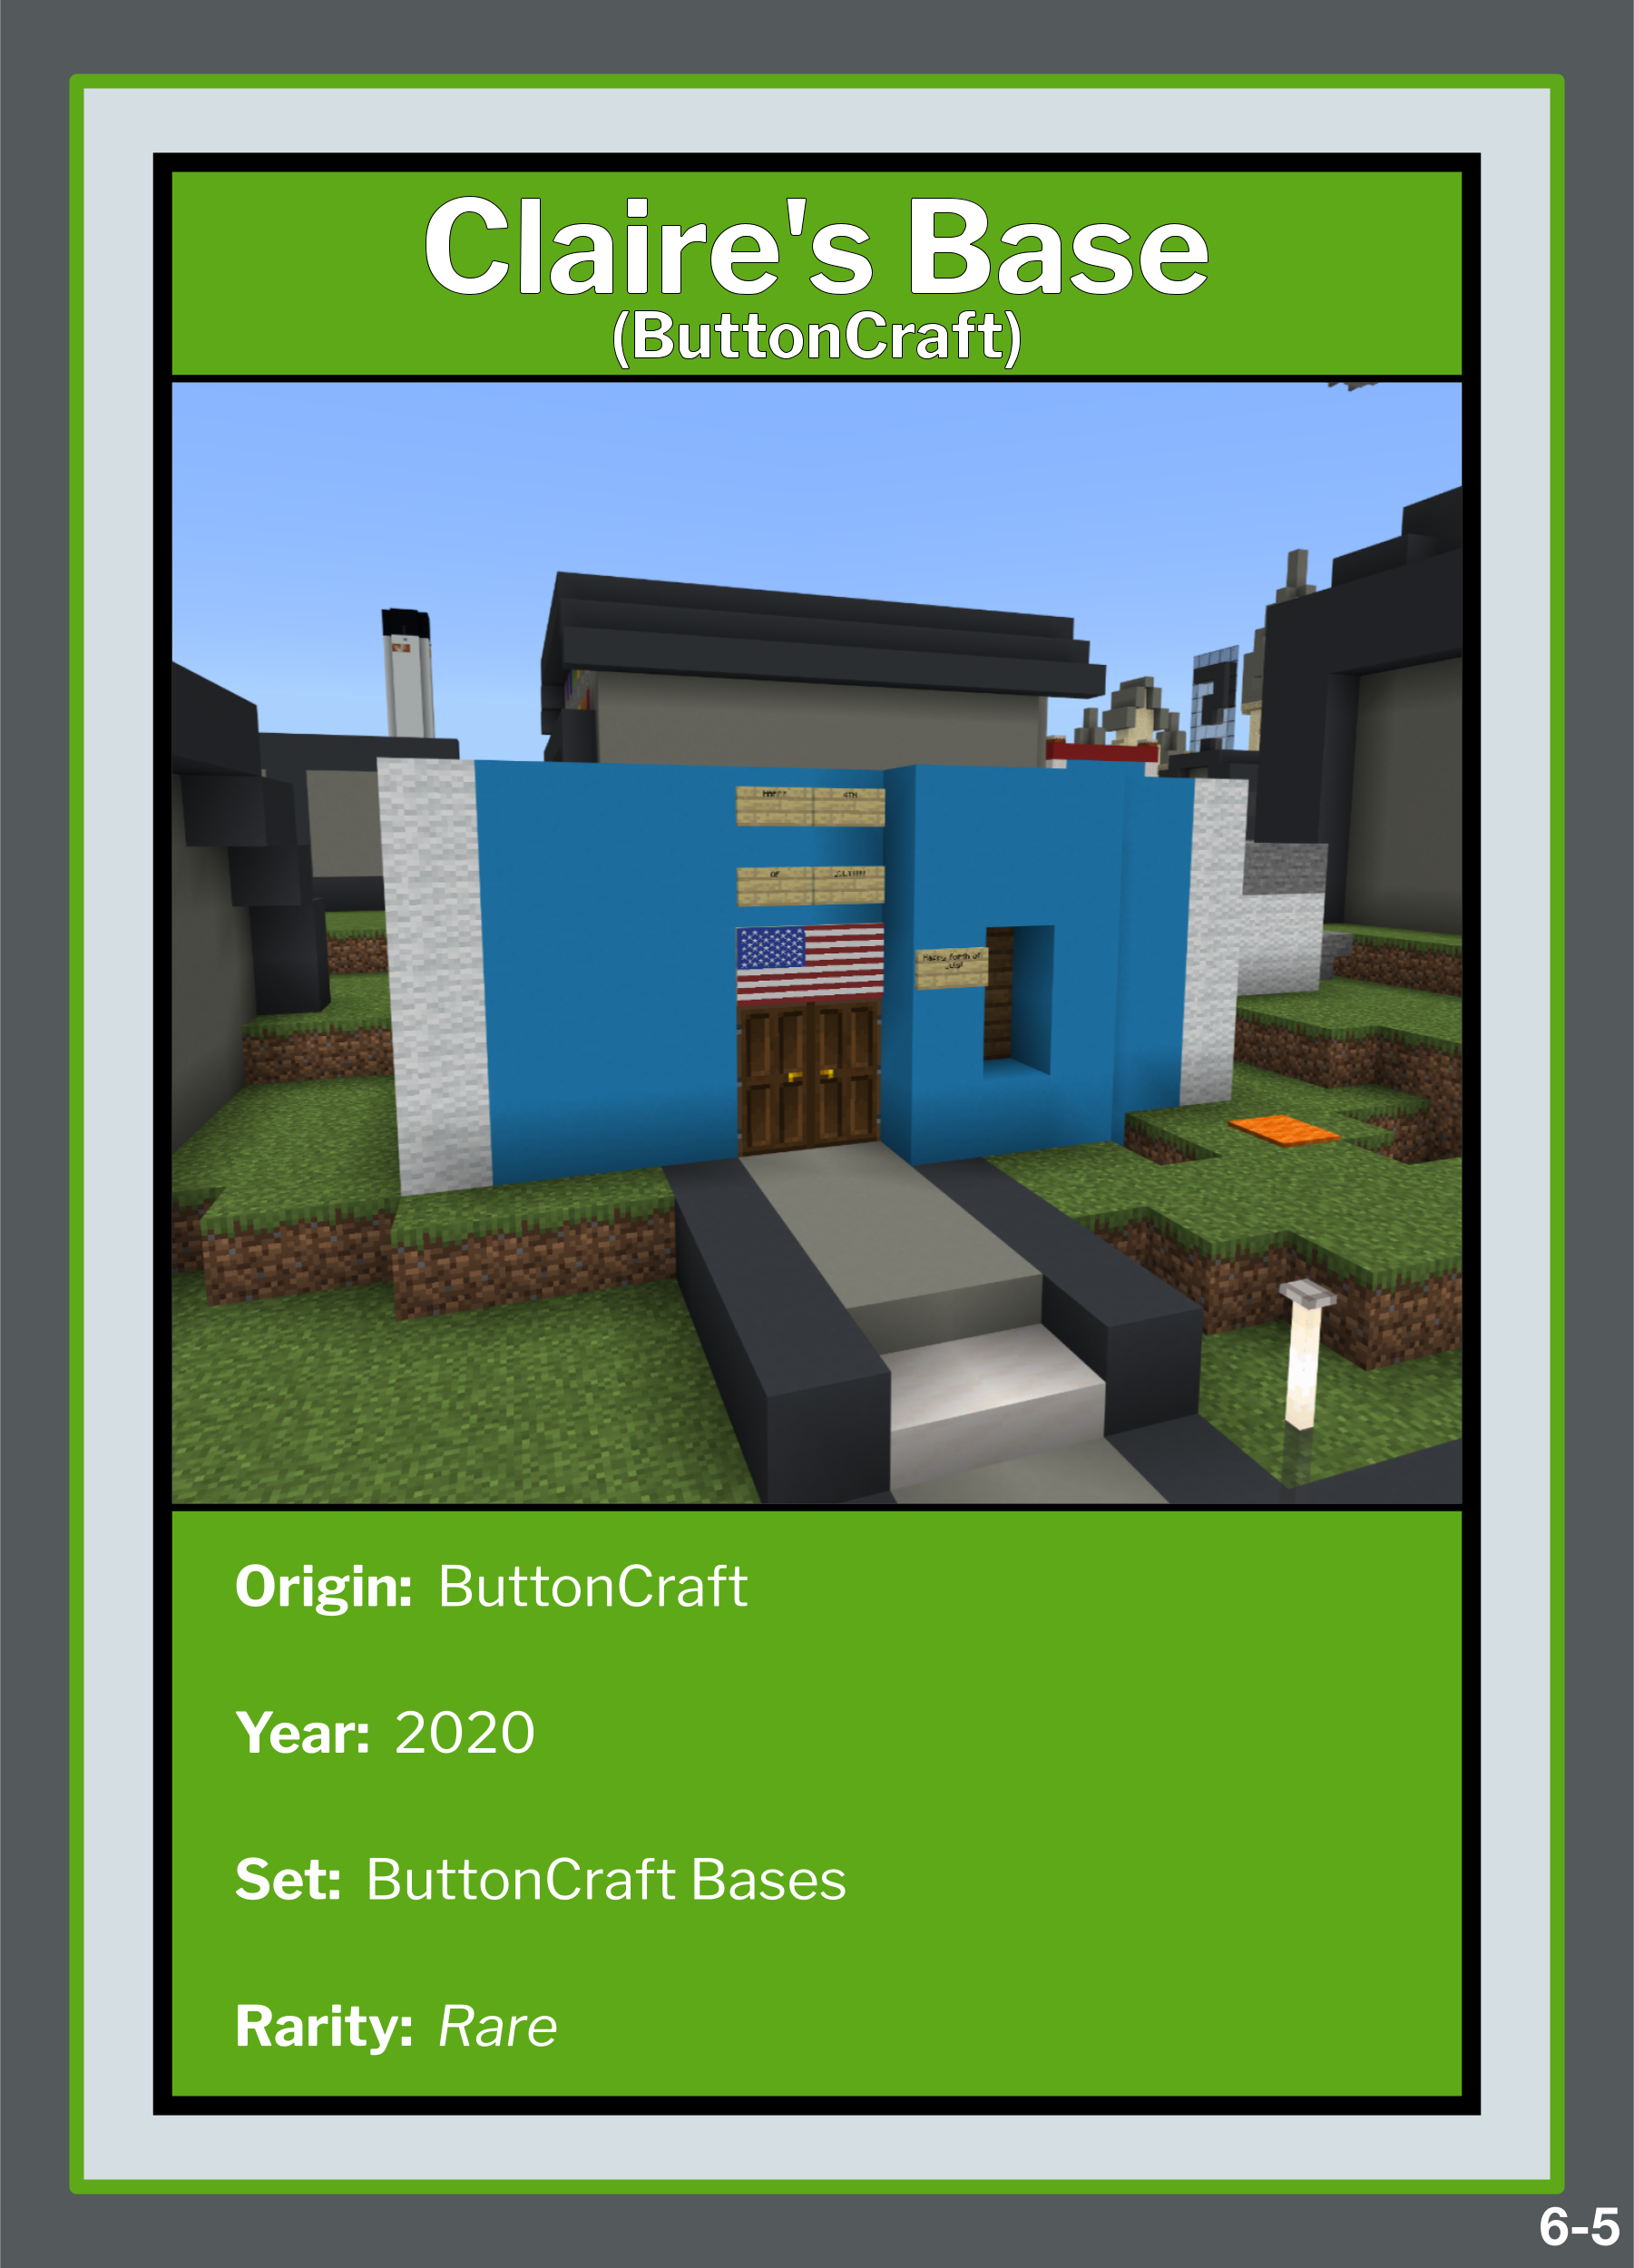 Claire's Base
(ButtonCraft)
HAPPY 4TH
OF
Happy forth of
july!
Origin: ButtonCraft
Year: 2020
Set: ButtonCraft Bases
Rarity: Rare
6-5